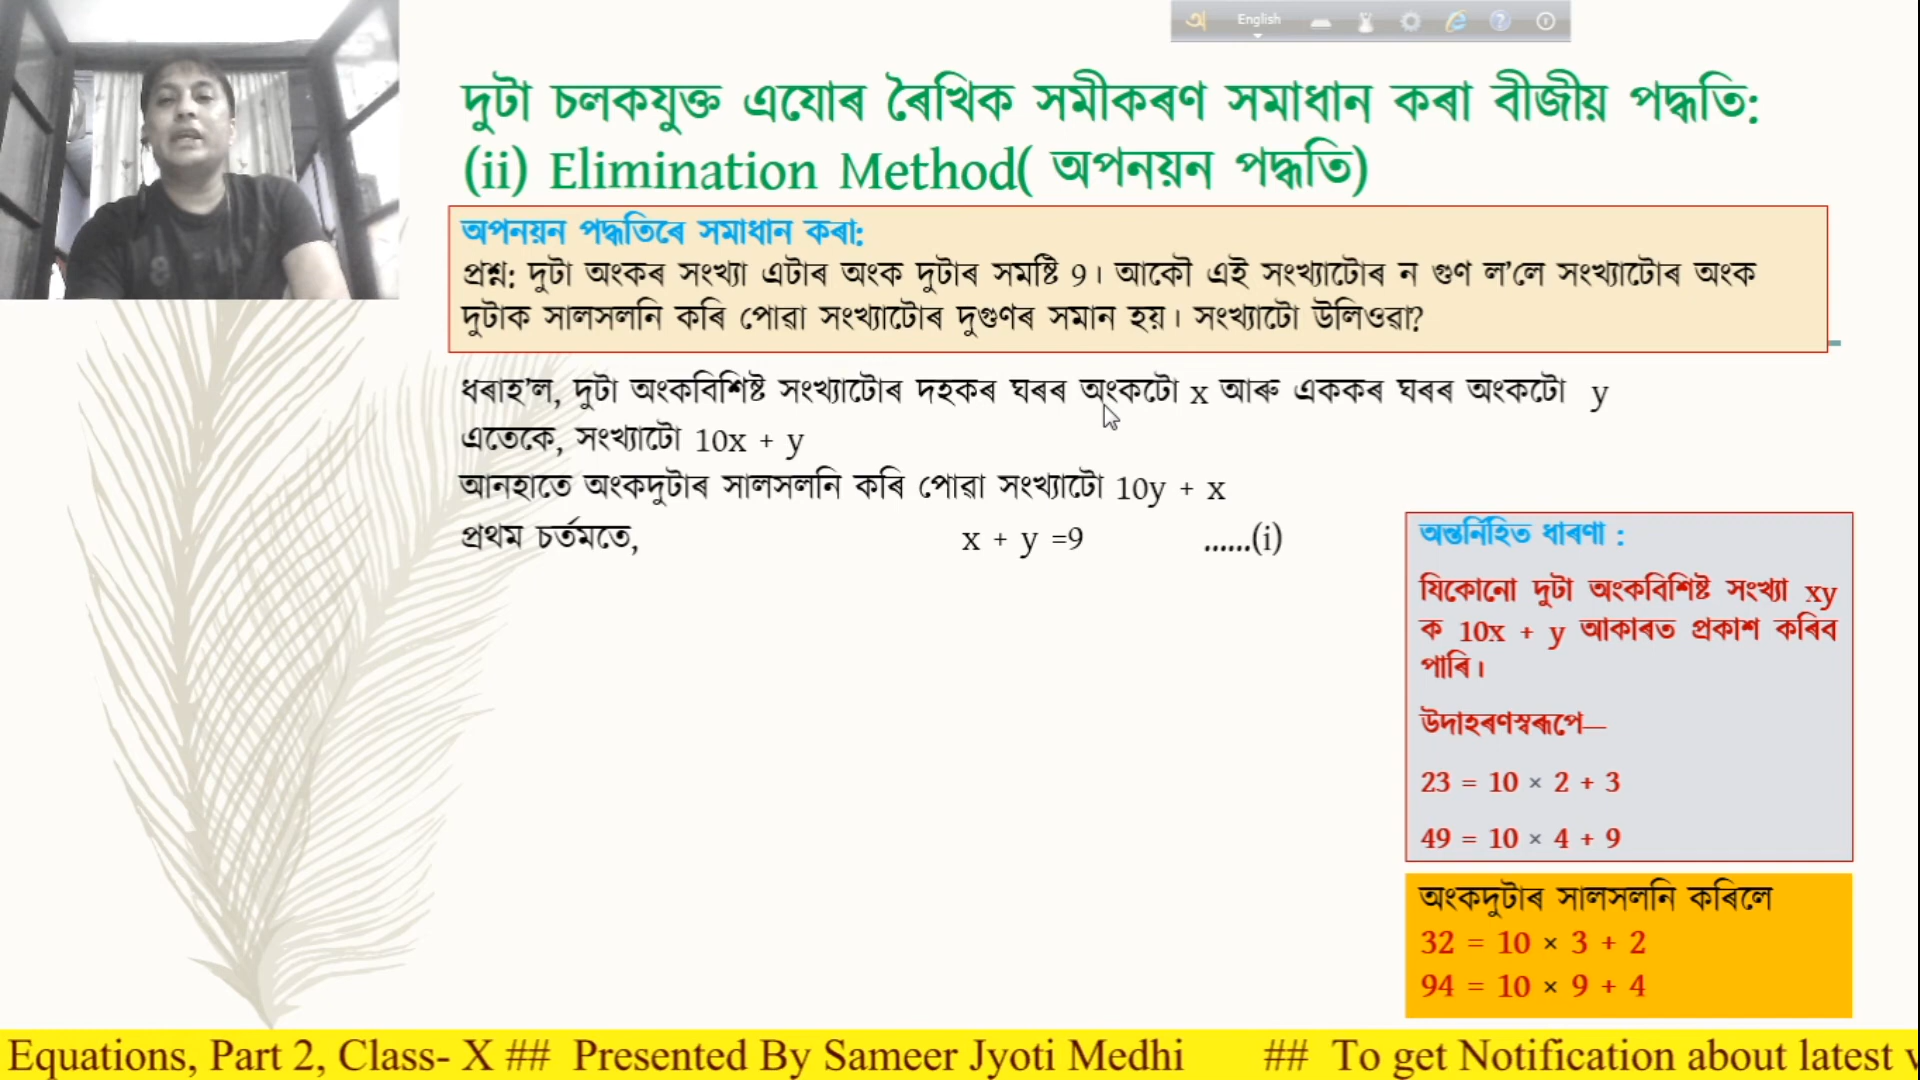 অ English
দুটা চলকযুক্ত এযোৰ ৰৈখিক সমীকৰণ সমাধান কৰা বীজীয় পদ্ধতি:
(ii) Elimination Method( অপনয়ন পদ্ধতি)
অপনয়ন পদ্ধতিৰে সমাধান কৰা:
প্ৰশ্ন: দুটা অংকৰ সংখ্যা এটাৰ অংক দুটাৰ সমষ্টি 9। আকৌ এই সংখ্যাটোৰ ন গুণ ল'লে সংখ্যাটোৰ অংক
দুটাক সালসলনি কৰি পোৱা সংখ্যাটোৰ দুগুণৰ সমান হয়। সংখ্যাটো উলিওৱা?
ধৰাহ'ল, দুটা অংকবিশিষ্ট সংখ্যাটোৰ দহকৰ ঘৰৰ অংকটো x আৰু এককৰ ঘৰৰ অংকটো y
এতেকে, সংখ্যাটো 10x + y
আনহাতে অংকদুটাৰ সালসলনি কৰি পোৱা সংখ্যাটো 10y + x
প্ৰথম চৰ্তমতে, x + y =9 ......(i)
অন্তৰ্নিহিত ধাৰণা :
যিকোনো দুটা অংকবিশিষ্ট সংখ্যা xy
ক 10x + y আকাৰত প্ৰকাশ কৰিব
পাৰি।
উদাহৰণস্বৰূপে—
23 = 10 × 2 + 3
49 = 10 × 4 + 9
অংকদুটাৰ সালসলনি কৰিলে
32 = 10 × 3 + 2
94 = 10 × 9 + 4
Equations, Part 2, Class- X ## Presented By Sameer Jyoti Medhi ## To get Notification about latest v